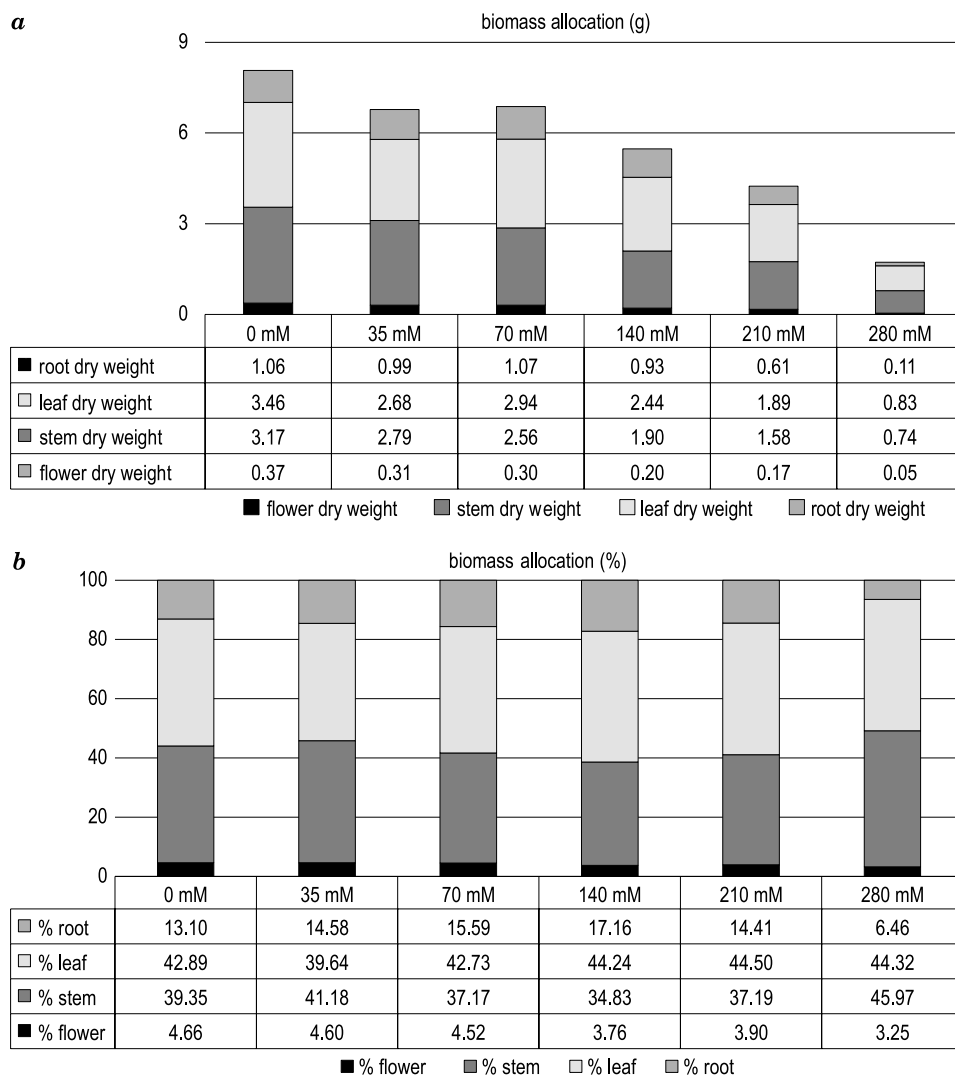 a
biomass allocation (g)
9
6
3
0
0 mM 35 mM 70 mM 140 mM 210 mM 280 mM
root dry weight 1.06 0.99 1.07 0.93 0.61 0.11
leaf dry weight 3.46 2.68 2.94 2.44 1.89 0.83
stem dry weight 3.17 2.79 2.56 1.90 1.58 0.74
flower dry weight 0.37 0.31 0.30 0.20 0.17 0.05
flower dry weight stem dry weight leaf dry weight root dry weight
b
biomass allocation (%)
100
80
60
40
20
0
0 mM 35 mM 70 mM 140 mM 210 mM 280 mM
% root 13.10 14.58 15.59 17.16 14.41 6.46
% leaf 42.89 39.64 42.73 44.24 44.50 44.32
% stem 39.35 41.18 37.17 34.83 37.19 45.97
% flower 4.66 4.60 4.52 3.76 3.90 3.25
% flower % stem % leaf % root